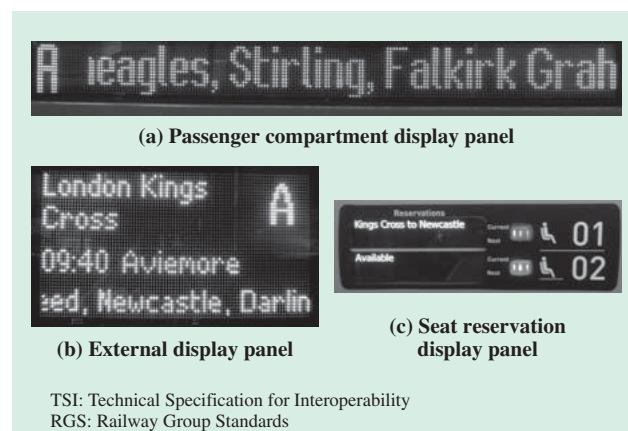 A eagles, Stirling, Falkirk Grah
(a) Passenger compartment display panel
London Kings A
Cross
09:40 Aviemore
eed, Newcastle, Darlin
(b) External display panel
Reservations
Kings Cross to Newcastle Current 01
Next
Available Current 02
Next
(c) Seat reservation
display panel
TSI: Technical Specification for Interoperability
RGS: Railway Group Standards